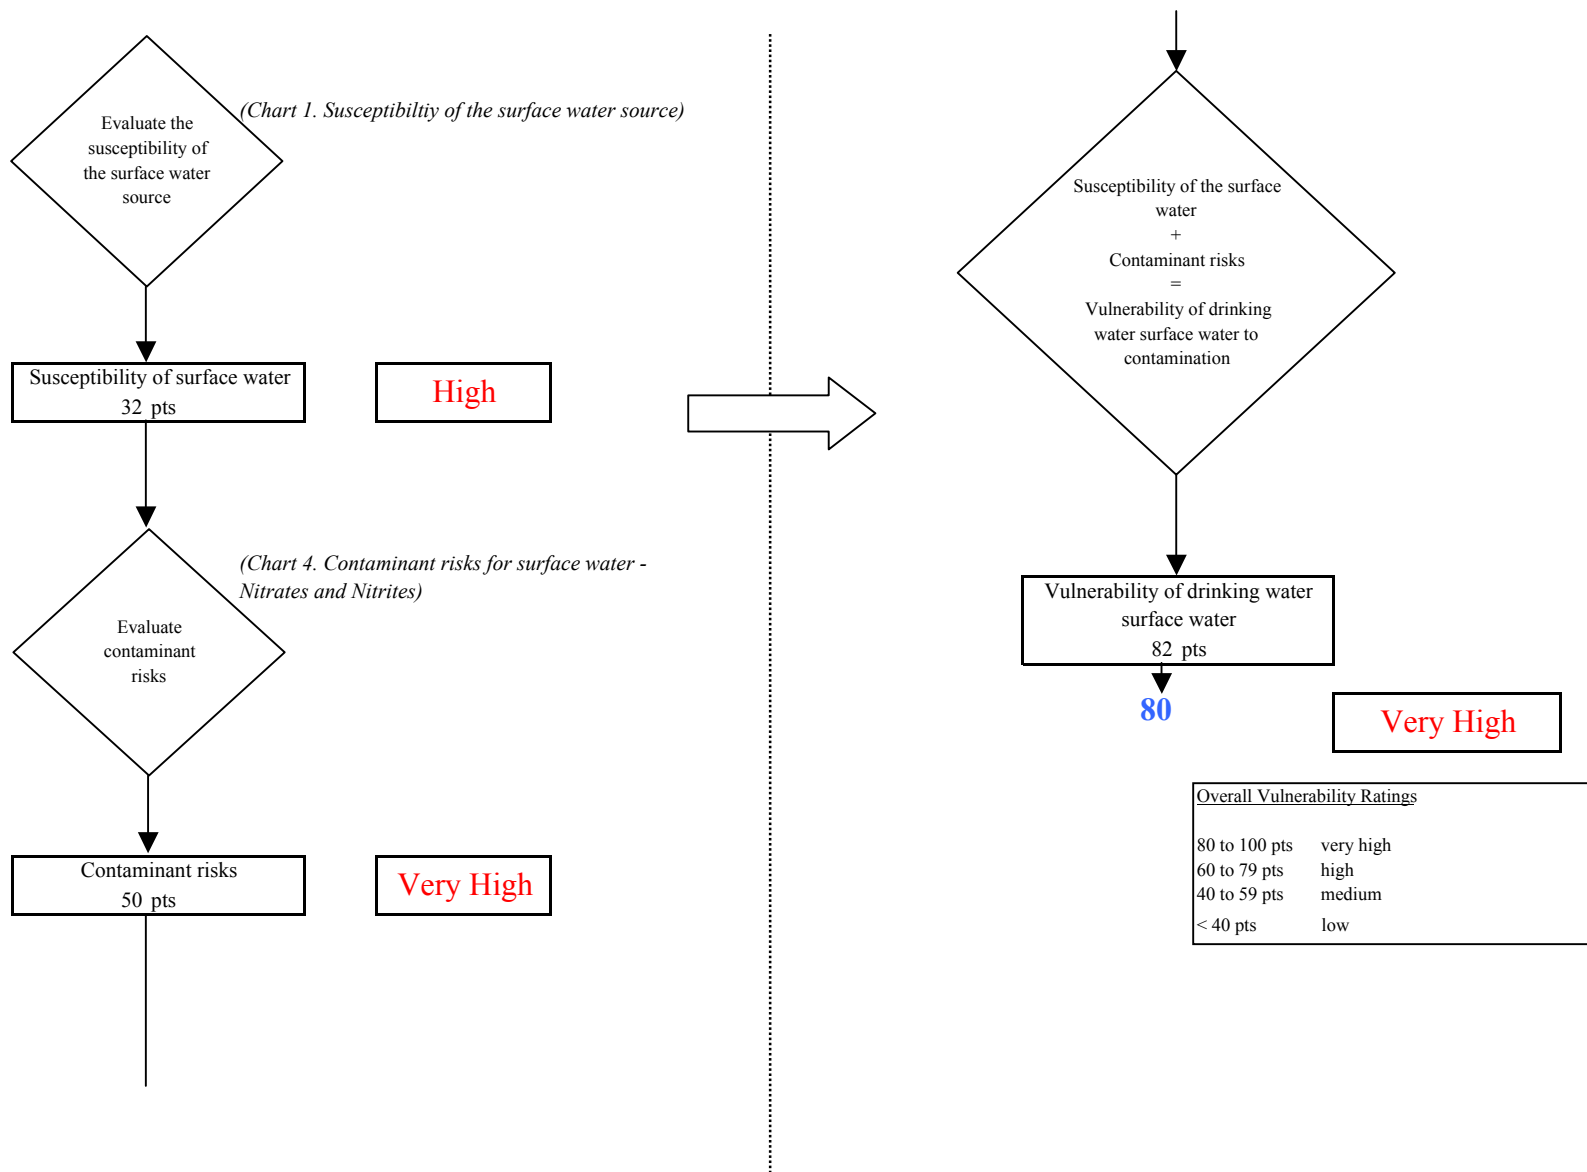 Evaluate the
susceptibility of
the surface water
source
(Chart 1. Susceptibiltiy of the surface water source)
Susceptibility of surface water
32 pts
High
(Chart 4. Contaminant risks for surface water -
Nitrates and Nitrites)
Evaluate
contaminant
risks
Contaminant risks
50 pts
Very High
Susceptibility of the surface
water
+
Contaminant risks
=
Vulnerability of drinking
water surface water to
contamination
Vulnerability of drinking water
surface water
82 pts
80
Very High
Overall Vulnerability Ratings
80 to 100 pts very high
60 to 79 pts high
40 to 59 pts medium
< 40 pts low